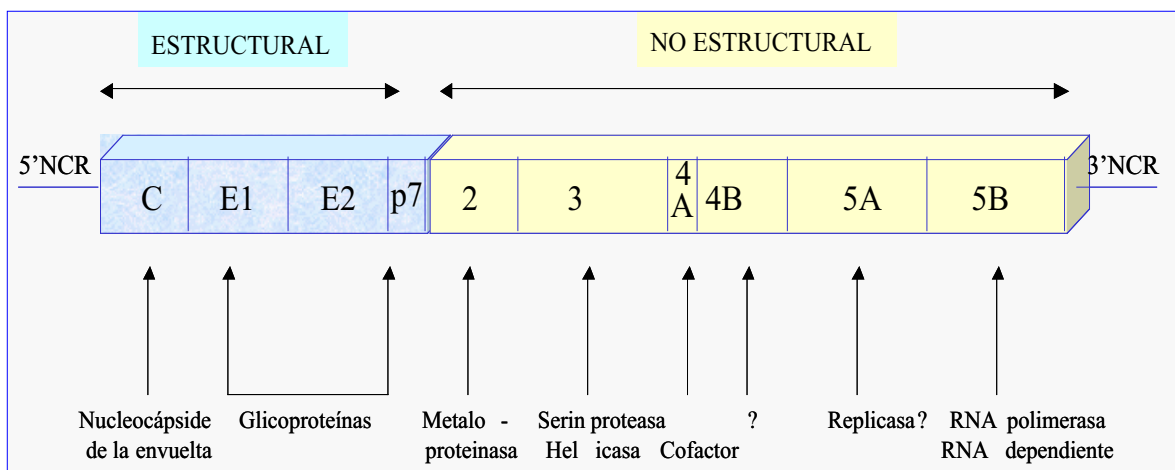 ESTRUCTURAL
NO ESTRUCTURAL
5'NCR
C
E1
E2
p7
2
3
4
A
4B
5A
5B
3'NCR
Nucleocápside
de la envuelta
Glicoproteínas
Metalo -
proteinasa
Serin proteasa
Hel icasa
Cofactor
?
Replicasa?
RNA polimerasa
RNA dependiente